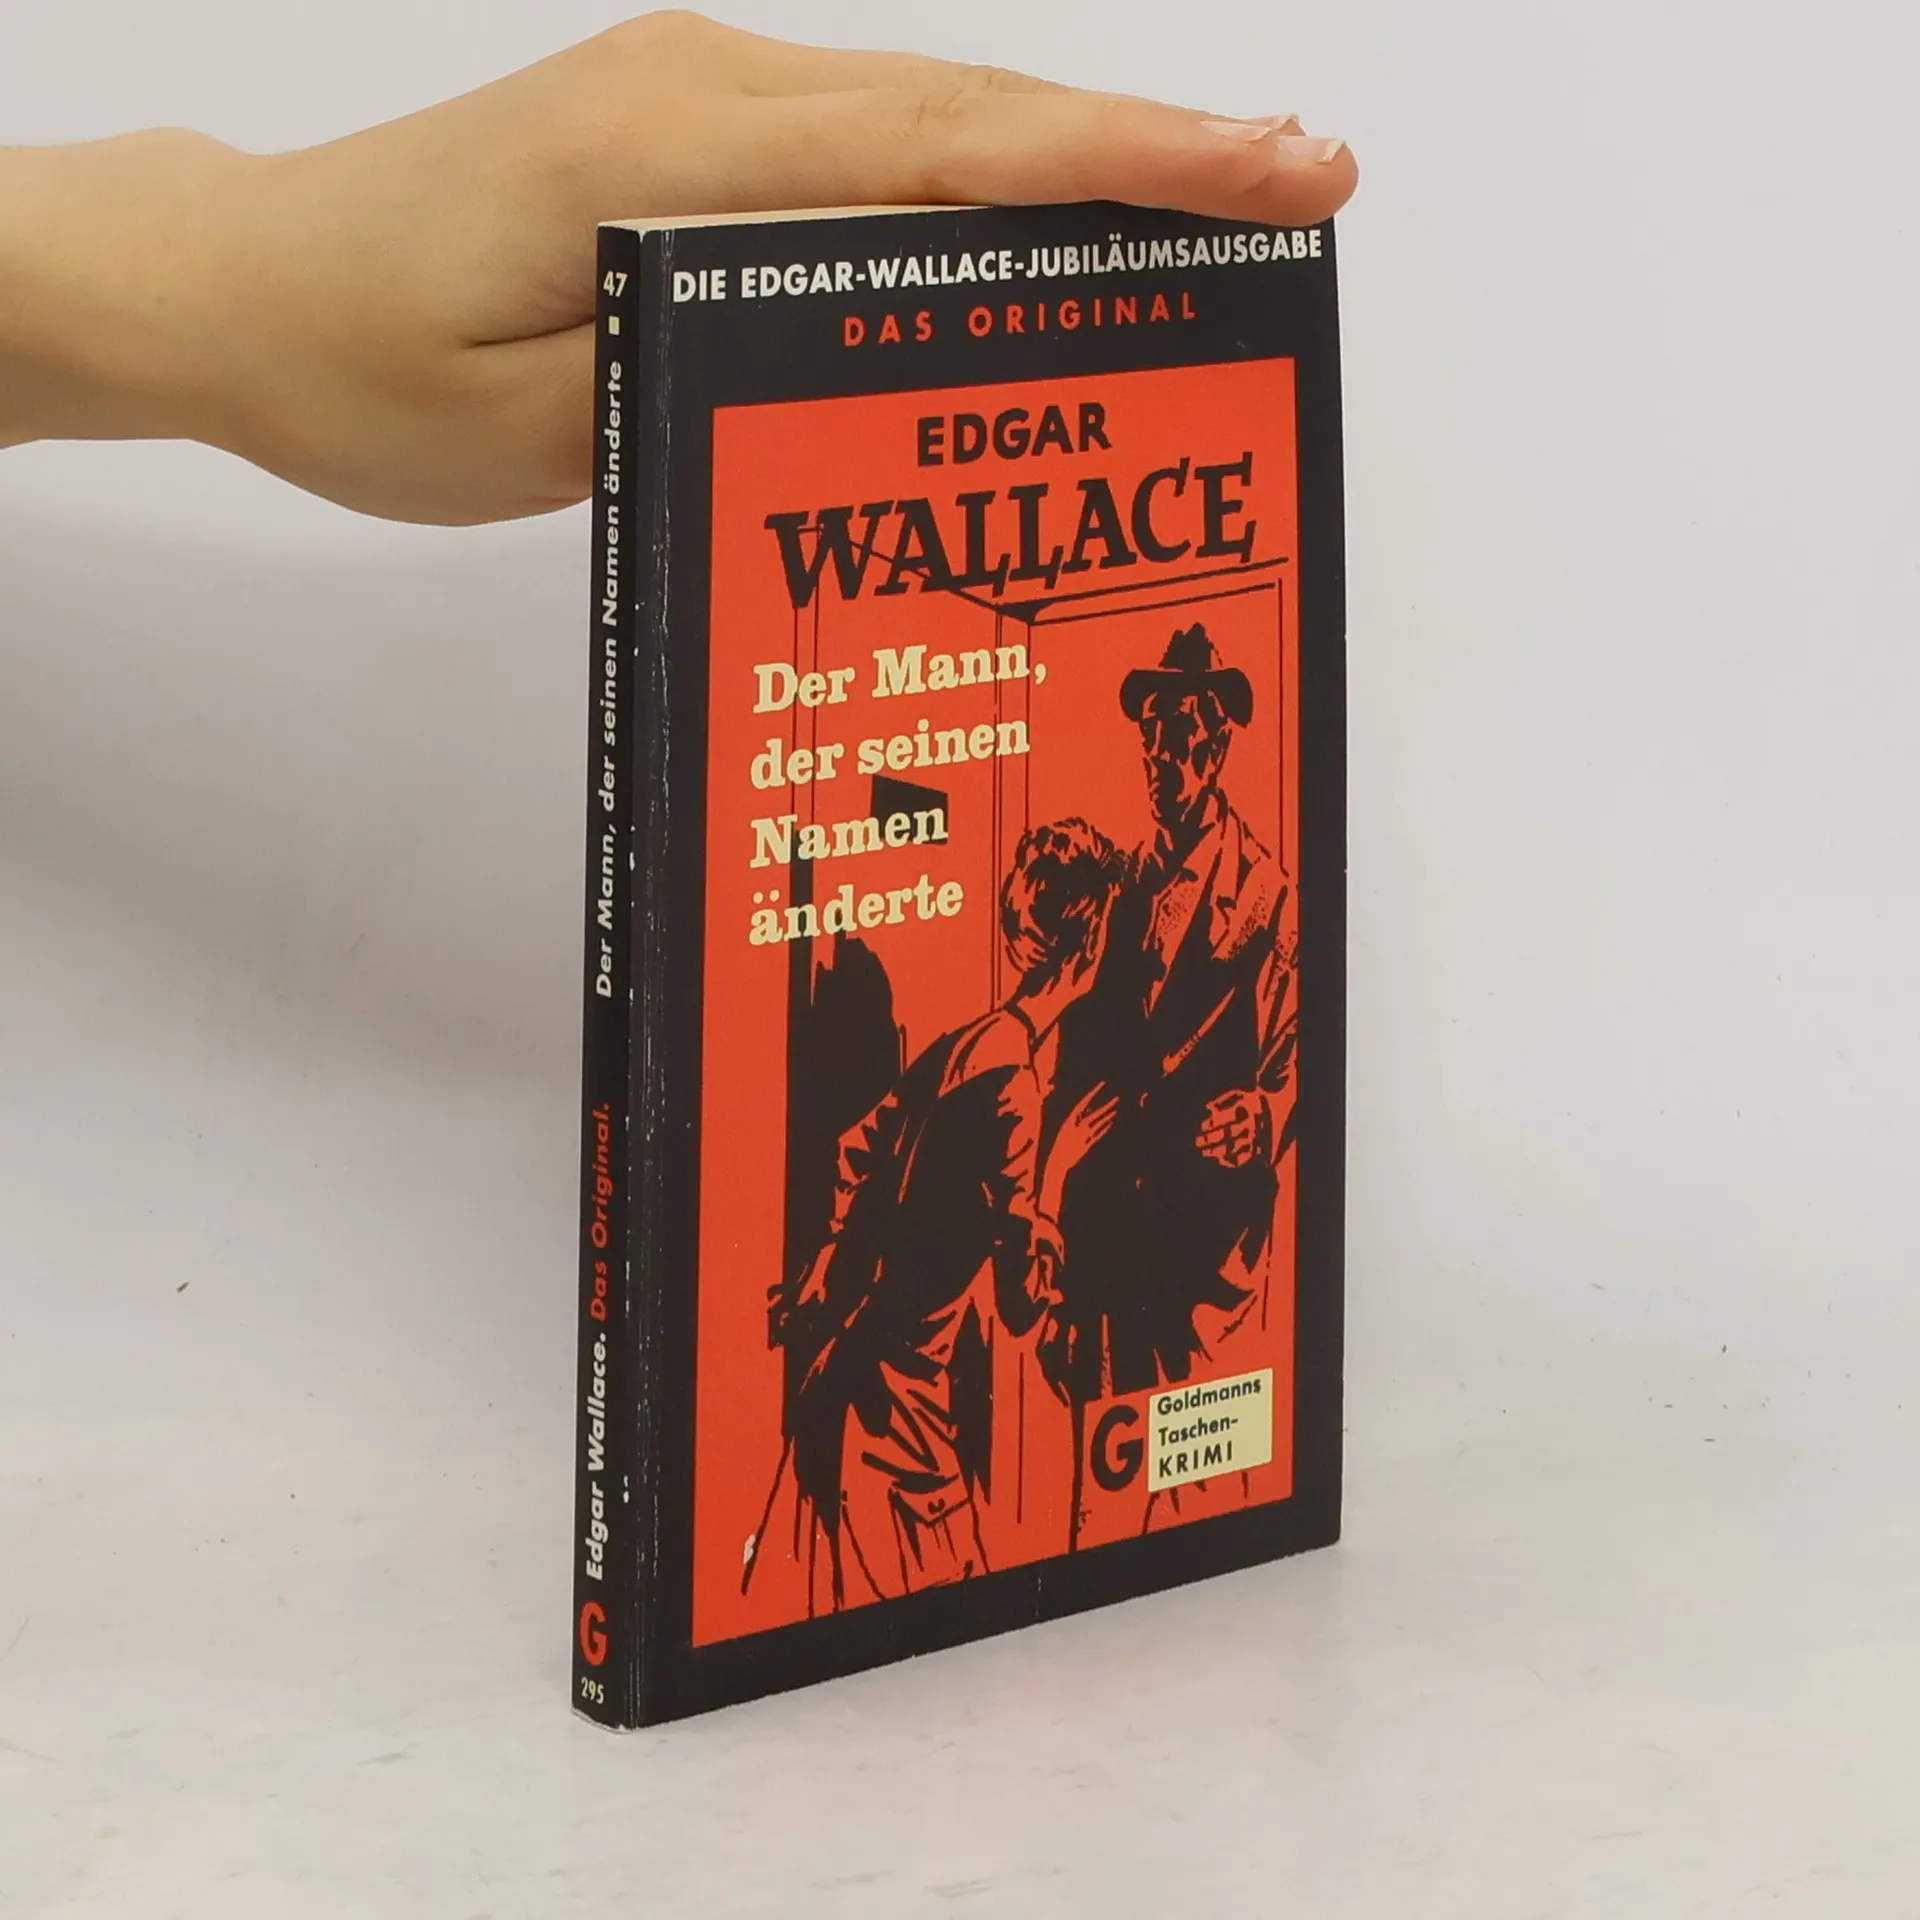 DIE EDGAR-WALLACE-JUBILÄUMSAUSGABE
DAS ORIGINAL
EDGAR
WALLACE
Der Mann,
der seinen
Namen
änderte
G
Goldmanns
Taschen-
KRIMI
47 ■ Der Mann, der seinen Namen änderte
Edgar Wallace. Das Original.
G
295